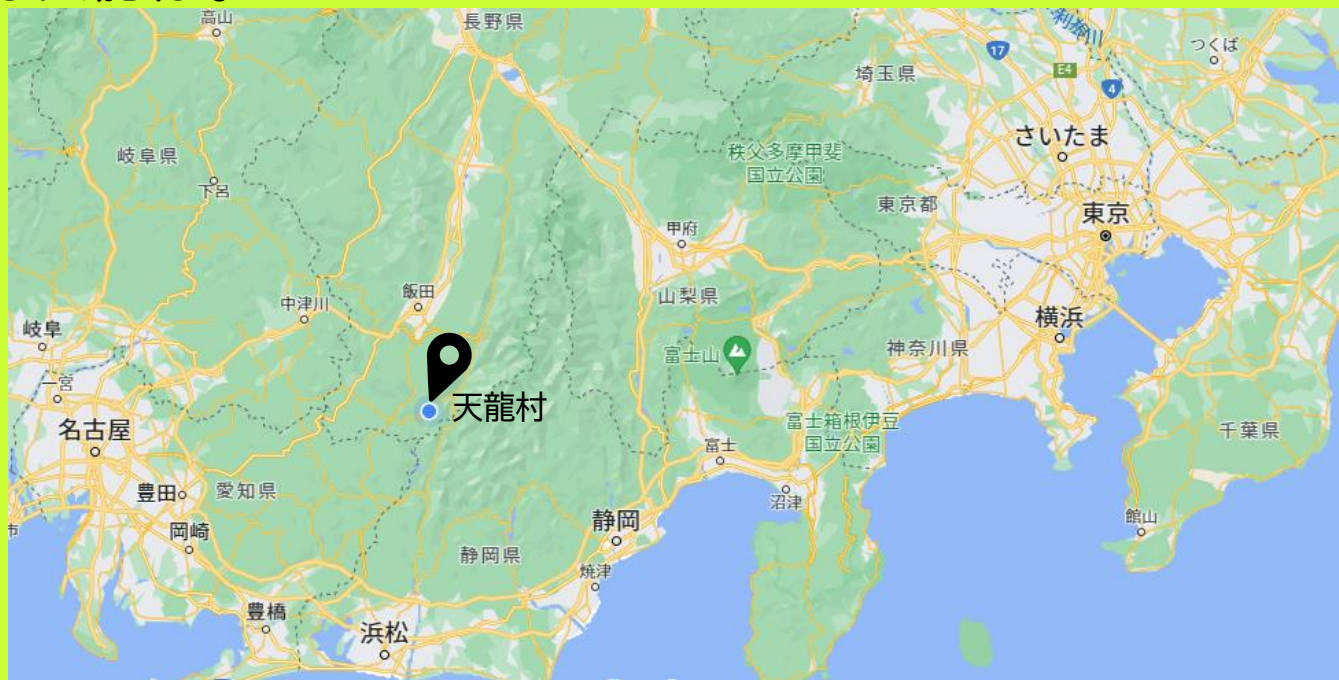 高山
長野県
利根川
17
つくば
E4
4
埼玉県
さいたま
岐阜県
秩父多摩甲斐
国立公園
下呂
東京都
東京
甲府
飯田
山梨県
中津川
横浜
岐阜
富士山
神奈川県
一宮
天龍村
富士箱根伊豆
国立公園
千葉県
名古屋
富士
豊田
愛知県
沼津
市
岡崎
静岡
館山
静岡県
焼津
豊橋
浜松